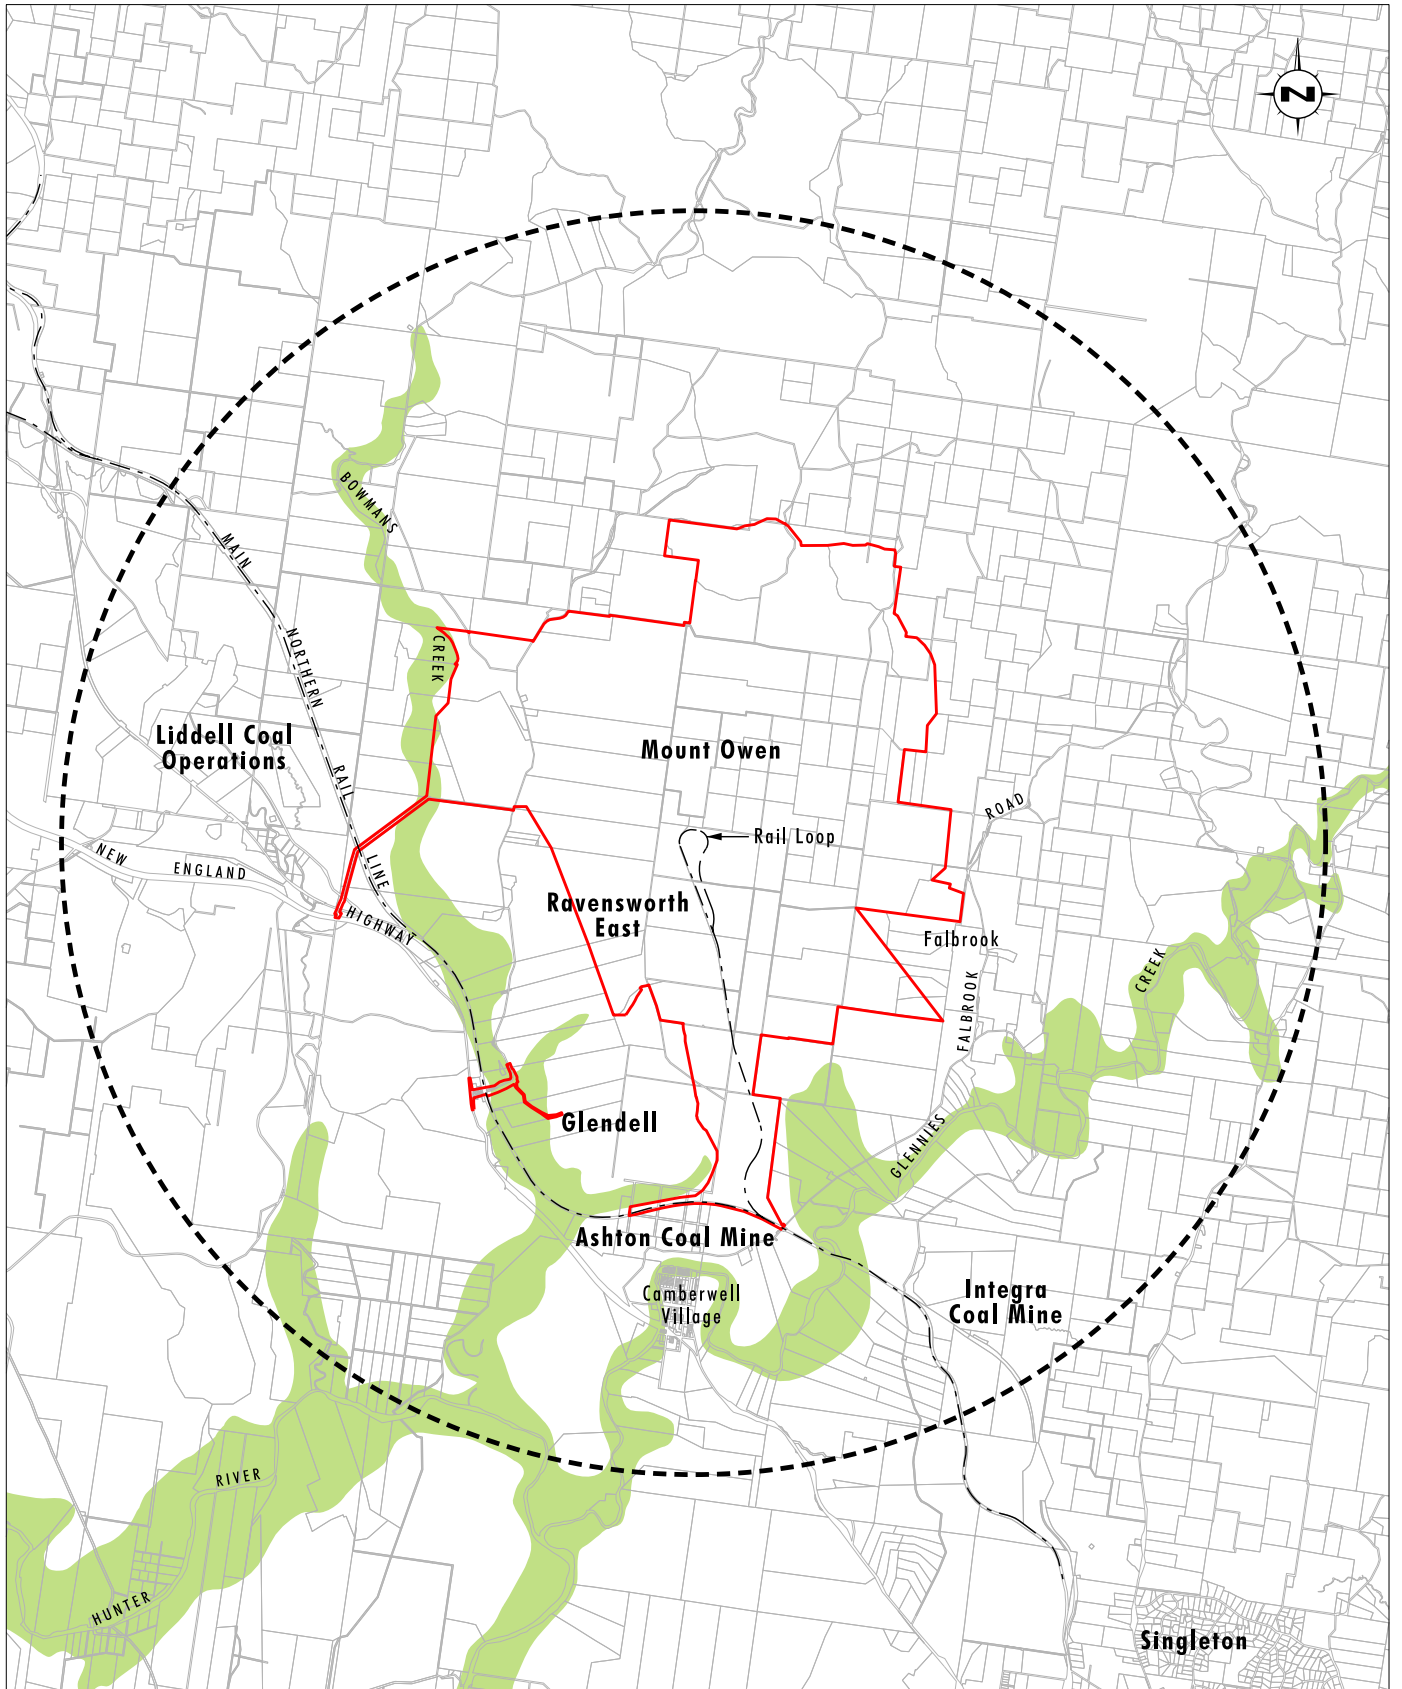 N
BOWMANS
CREEK
MAIN
NORTHERN
RAIL
LINE
Liddell Coal
Operations
Mount Owen
ROAD
Rail Loop
NEW
ENGLAND
HIGHWAY
Ravensworth
East
Falbrook
CREEK
FALBROOK
Glendell
GLENNIES
Ashton Coal Mine
Camberwell
Village
Integra
Coal Mine
RIVER
HUNTER
Singleton